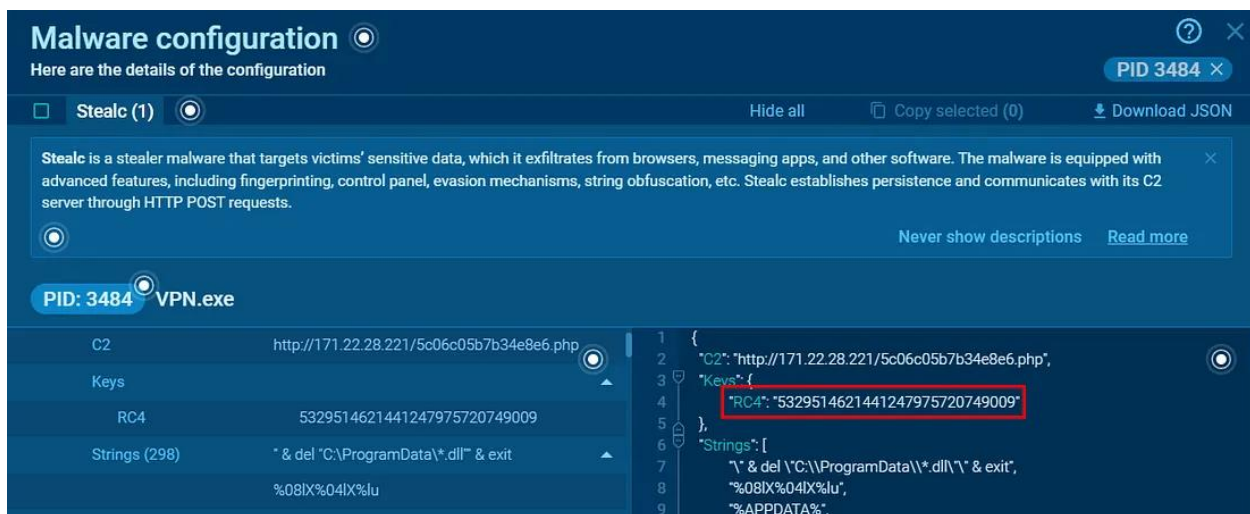 Malware configuration
Here are the details of the configuration
PID 3484 ×
Stealc (1)
Hide all
Copy selected (0)
Download JSON
Stealc is a stealer malware that targets victims' sensitive data, which it exfiltrates from browsers, messaging apps, and other software. The malware is equipped with
advanced features, including fingerprinting, control panel, evasion mechanisms, string obfuscation, etc. Stealc establishes persistence and communicates with its C2
server through HTTP POST requests.
Never show descriptions
Read more
PID: 3484 VPN.exe
C2 http://171.22.28.221/5c06c05b7b34e8e6.php
Keys
RC4 5329514621441247975720749009
Strings (298) " & del "C:\ProgramData\*.dll"" & exit
%08lX%04lX%lu
1 {
2 "C2": "http://171.22.28.221/5c06c05b7b34e8e6.php",
3 "Keys": {
4 "RC4": "5329514621441247975720749009"
5 },
6 "Strings": [
7 "\" & del \"C:\\ProgramData\\*.dll\"\" & exit",
8 "%08lX%04lX%lu",
9 "%APPDATA%",